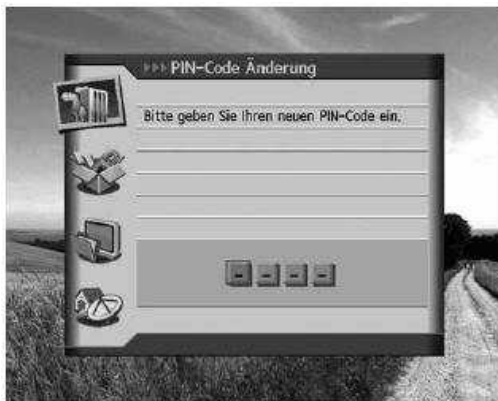 ▸▸▸ PIN-Code Änderung
Bitte geben Sie Ihren neuen PIN-Code ein.
- - - -